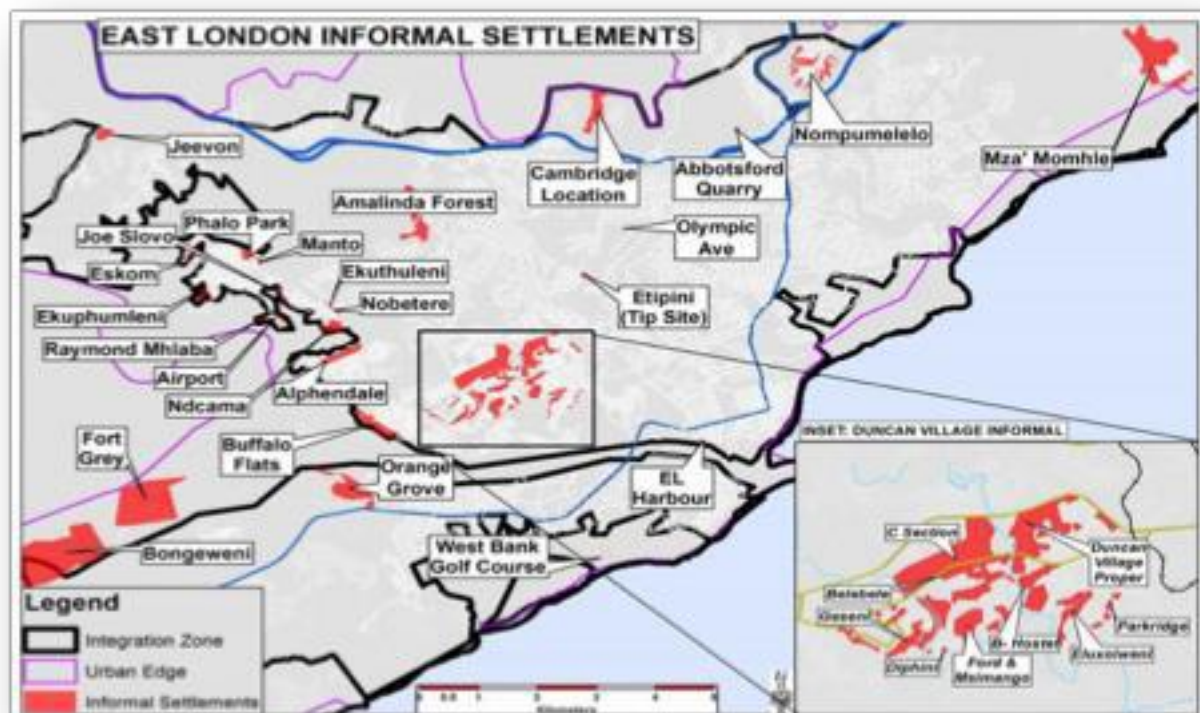 EAST LONDON INFORMAL SETTLEMENTS
Jeevon
Nompumelelo
Mza' Momhle
Cambridge
Location
Abbotsford
Quarry
Amalinda Forest
Phalo Park
Joe Slovo
Manto
Olympic
Ave
Eskom
Ekuthuleni
Nobetere
Etipini
(Tip Site)
Ekuphumleni
Raymond Mhlaba
Airport
Alphendale
Ndcama
Buffalo
Flats
Fort
Grey
Orange
Grove
EL
Harbour
Bongeweni
West Bank
Golf Course
INSET: DUNCAN VILLAGE INFORMAL
C Section
Duncan
Village
Proper
Gesoni
Parkridge
D- Hostel
Ford &
Msimango
Legend
Integration Zone
Urban Edge
Informal Settlements
Kilometers